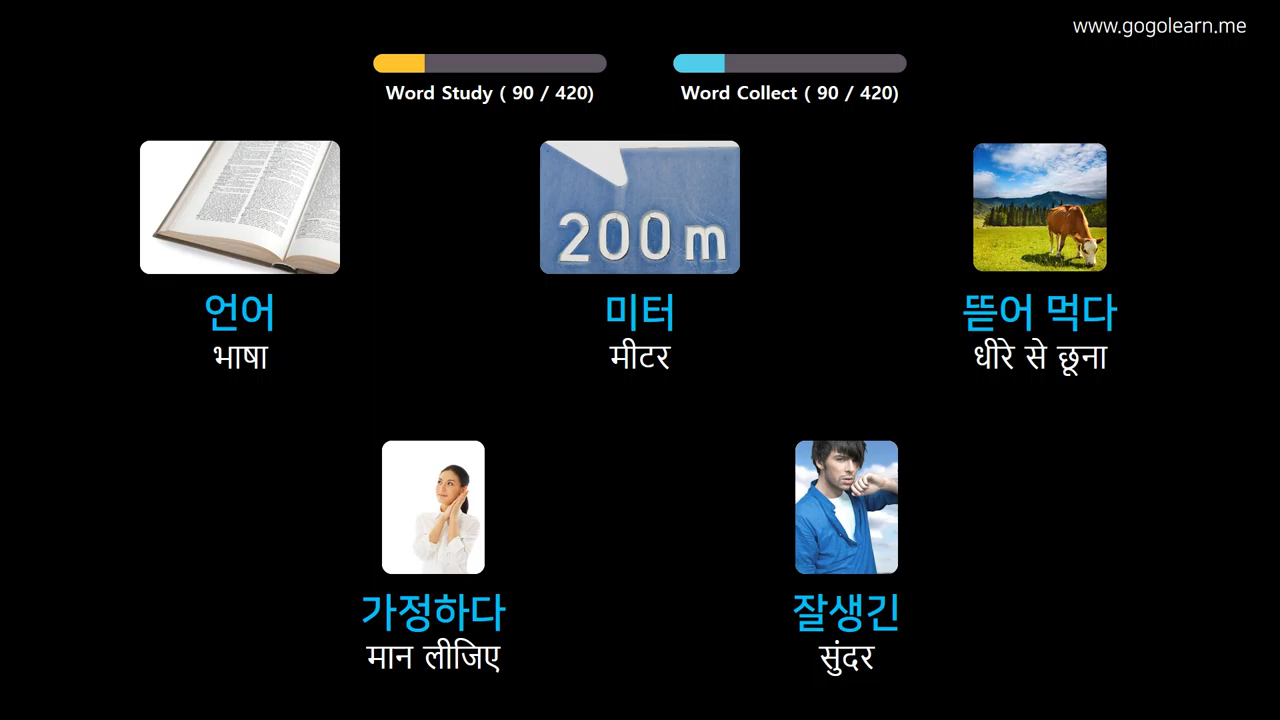 www.gogolearn.me
Word Study ( 90 / 420)
Word Collect ( 90 / 420)
200 m
언어
भाषा
미터
मीटर
뜯어 먹다
धीरे से छूना
가정하다
मान लीजिए
잘생긴
सुंदर